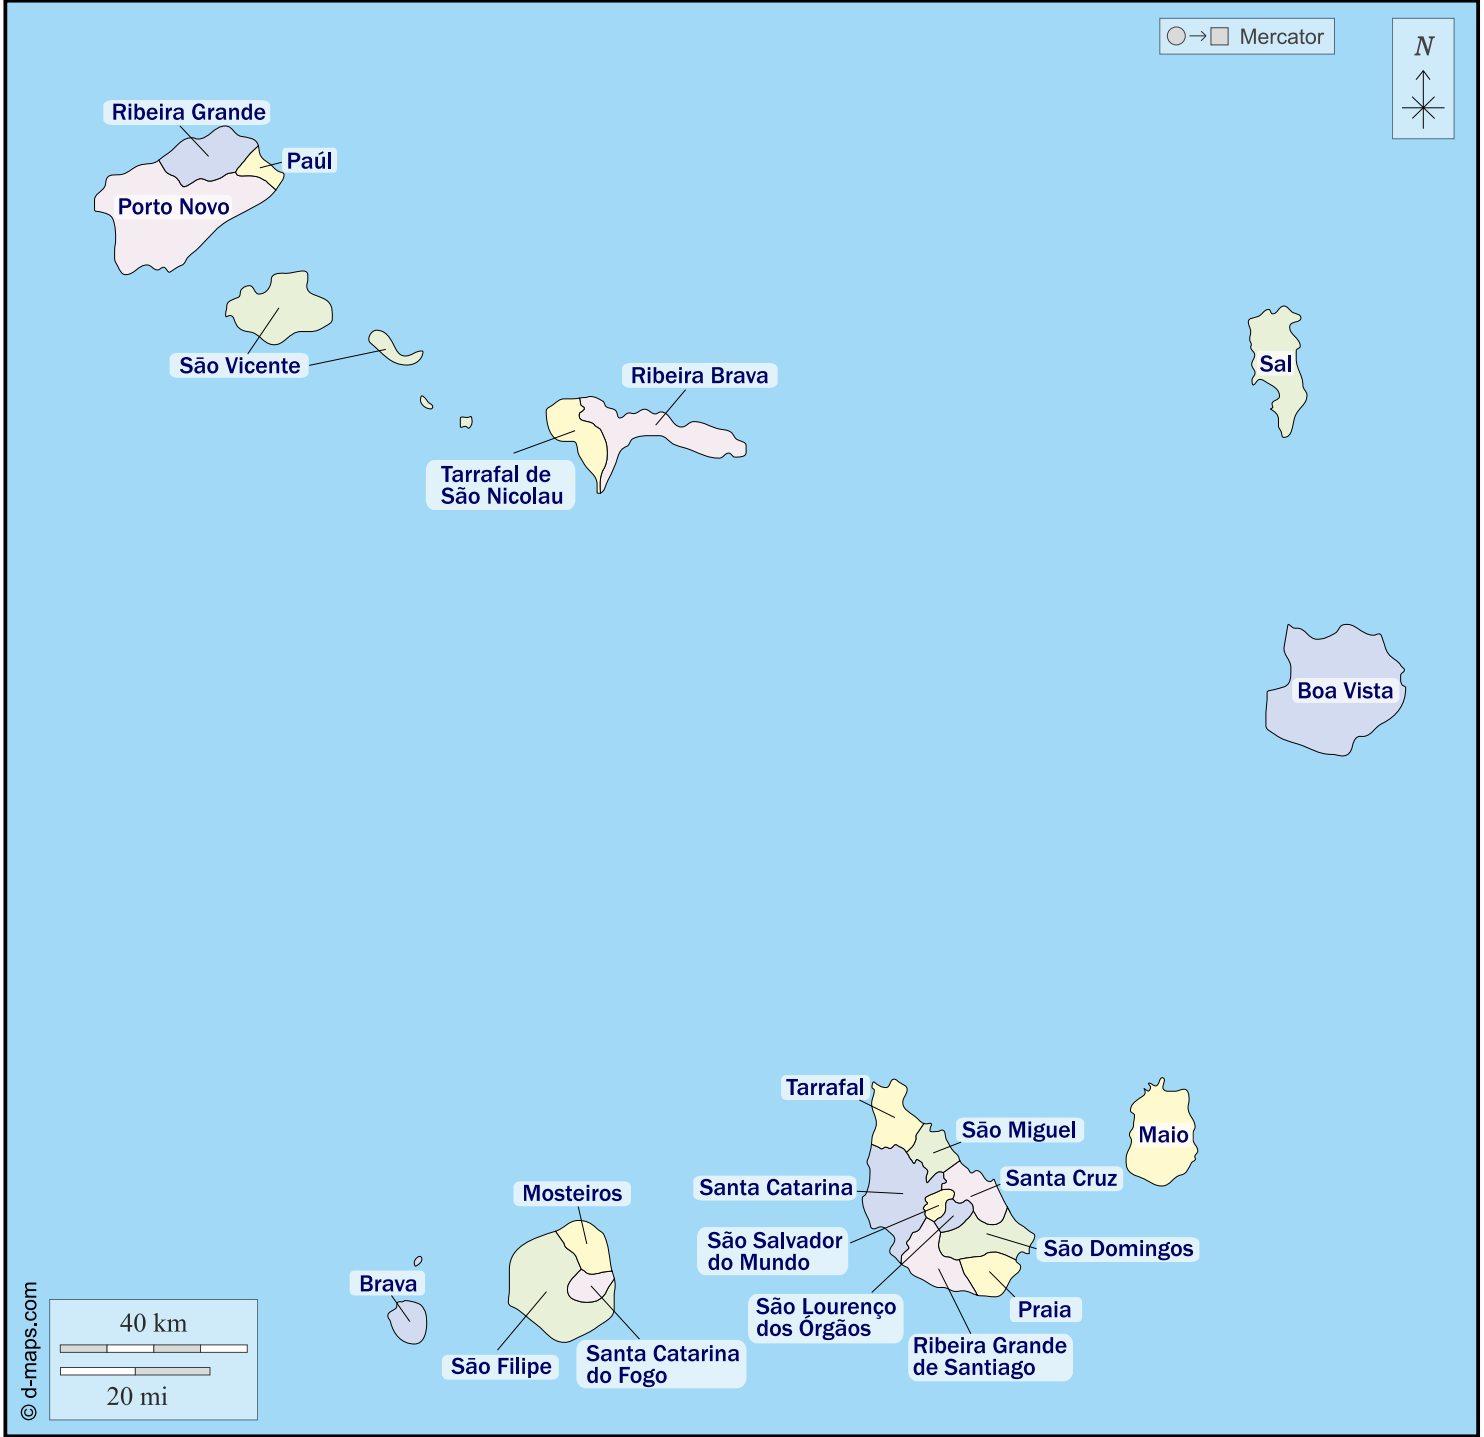 Mercator
N
Ribeira Grande
Paúl
Porto Novo
São Vicente
Ribeira Brava
Tarrafal de
São Nicolau
Sal
Boa Vista
Tarrafal
São Miguel
Maio
Santa Catarina
Santa Cruz
Mosteiros
São Salvador
do Mundo
São Domingos
Brava
São Lourenço
dos Órgãos
Praia
São Filipe
Santa Catarina
do Fogo
Ribeira Grande
de Santiago
40 km
20 mi
© d-maps.com